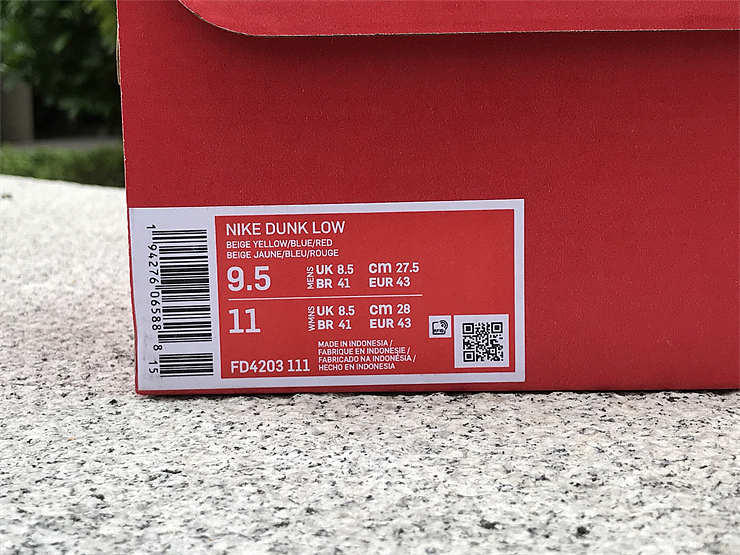 NIKE DUNK LOW
BEIGE YELLOW/BLUE/RED
BEIGE JAUNE/BLEU/ROUGE
9.5 MENS UK 8.5 cm 27.5
BR 41 EUR 43
11 WMNS UK 8.5 cm 28
BR 41 EUR 43
MADE IN INDONESIA /
FABRIQUE EN INDONESIE /
FABRICADO NA INDONÉSIA /
HECHO EN INDONESIA
FD4203 111
RFID
1 94276 06588 8 15